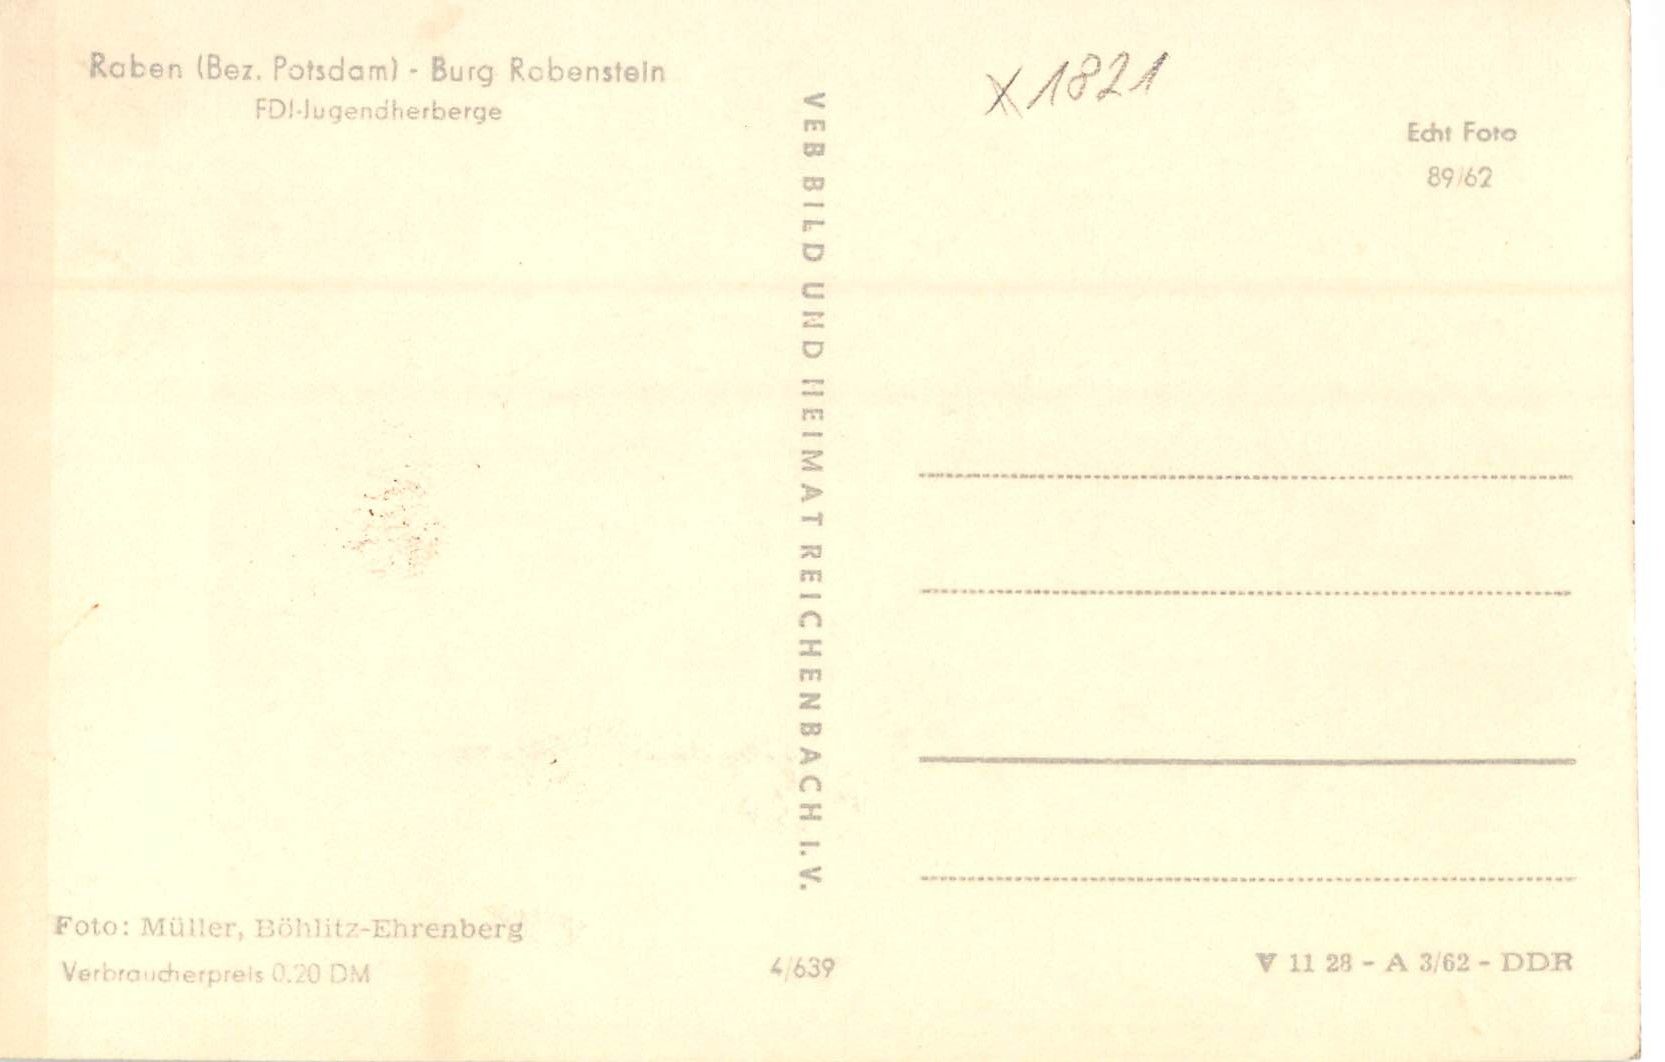 Raben (Bez. Potsdam) - Burg Rabenstein
FDJ-Jugendherberge
X 1821
Echt Foto
89/62
VEB BILD UND HEIMAT REICHENBACH I. V.
Foto: Müller, Böhlitz-Ehrenberg
Verbraucherpreis 0.20 DM
4/639
V 11 28 - A 3/62 - DDR